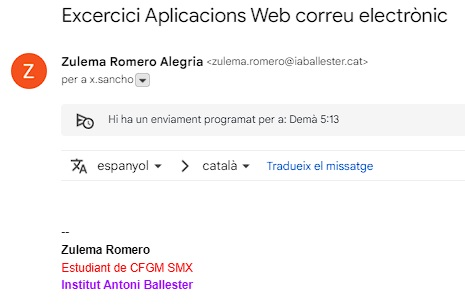 Excercici Aplicacions Web correu electrònic
Z
Zulema Romero Alegria <zulema.romero@iaballester.cat>
per a x.sancho
Hi ha un enviament programat per a: Demà 5:13
espanyol > català Tradueix el missatge
--
Zulema Romero
Estudiant de CFGM SMX
Institut Antoni Ballester